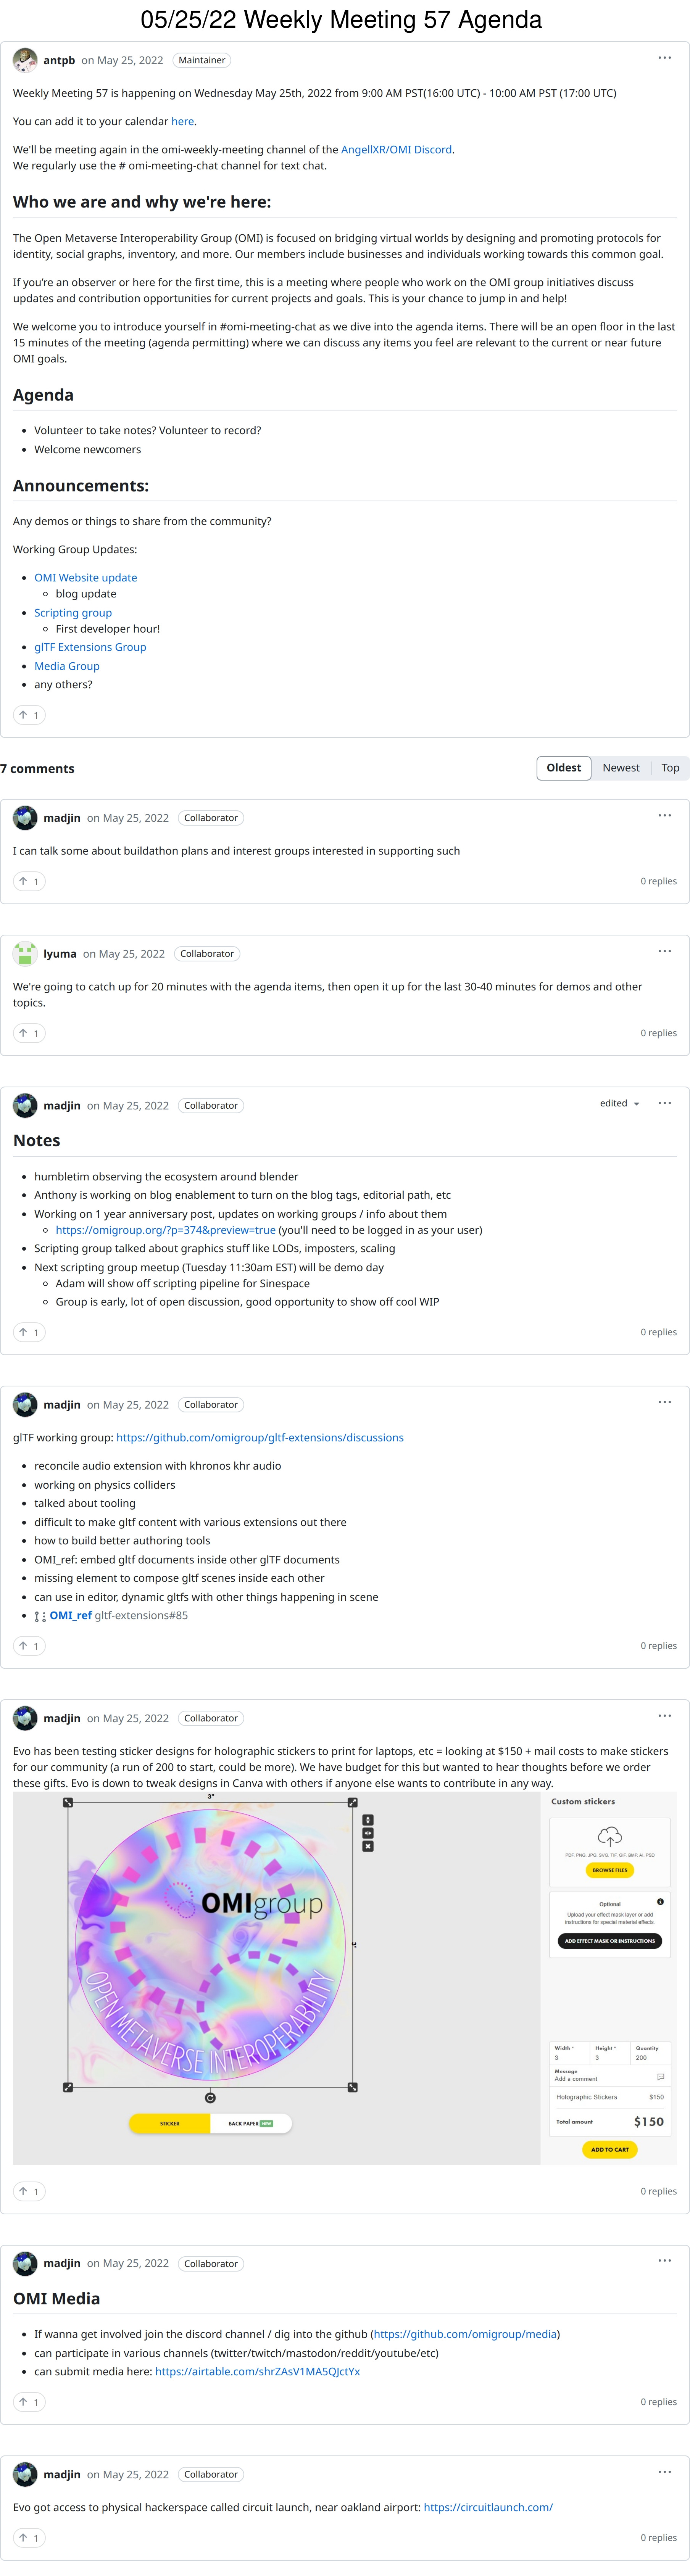 05/25/22 Weekly Meeting 57 Agenda
antpb on May 25, 2022 Maintainer
Weekly Meeting 57 is happening on Wednesday May 25th, 2022 from 9:00 AM PST(16:00 UTC) - 10:00 AM PST (17:00 UTC)
You can add it to your calendar here.
We'll be meeting again in the omi-weekly-meeting channel of the AngellXR/OMI Discord.
We regularly use the # omi-meeting-chat channel for text chat.
Who we are and why we're here:
The Open Metaverse Interoperability Group (OMI) is focused on bridging virtual worlds by designing and promoting protocols for
identity, social graphs, inventory, and more. Our members include businesses and individuals working towards this common goal.
If you're an observer or here for the first time, this is a meeting where people who work on the OMI group initiatives discuss
updates and contribution opportunities for current projects and goals. This is your chance to jump in and help!
We welcome you to introduce yourself in #omi-meeting-chat as we dive into the agenda items. There will be an open floor in the last
15 minutes of the meeting (agenda permitting) where we can discuss any items you feel are relevant to the current or near future
OMI goals.
Agenda
• Volunteer to take notes? Volunteer to record?
• Welcome newcomers
Announcements:
Any demos or things to share from the community?
Working Group Updates:
• OMI Website update
◦ blog update
• Scripting group
◦ First developer hour!
• glTF Extensions Group
• Media Group
• any others?
↑ 1
7 comments Oldest Newest Top
madjin on May 25, 2022 Collaborator
I can talk some about buildathon plans and interest groups interested in supporting such
↑ 1 0 replies
lyuma on May 25, 2022 Collaborator
We're going to catch up for 20 minutes with the agenda items, then open it up for the last 30-40 minutes for demos and other
topics.
↑ 1 0 replies
madjin on May 25, 2022 Collaborator edited
Notes
• humbletim observing the ecosystem around blender
• Anthony is working on blog enablement to turn on the blog tags, editorial path, etc
• Working on 1 year anniversary post, updates on working groups / info about them
◦ https://omigroup.org/?p=374&preview=true (you'll need to be logged in as your user)
• Scripting group talked about graphics stuff like LODs, imposters, scaling
• Next scripting group meetup (Tuesday 11:30am EST) will be demo day
◦ Adam will show off scripting pipeline for Sinespace
◦ Group is early, lot of open discussion, good opportunity to show off cool WIP
↑ 1 0 replies
madjin on May 25, 2022 Collaborator
glTF working group: https://github.com/omigroup/gltf-extensions/discussions
• reconcile audio extension with khronos khr audio
• working on physics colliders
• talked about tooling
• difficult to make gltf content with various extensions out there
• how to build better authoring tools
• OMI_ref: embed gltf documents inside other glTF documents
• missing element to compose gltf scenes inside each other
• can use in editor, dynamic gltfs with other things happening in scene
• OMI_ref gltf-extensions#85
↑ 1 0 replies
madjin on May 25, 2022 Collaborator
Evo has been testing sticker designs for holographic stickers to print for laptops, etc = looking at $150 + mail costs to make stickers
for our community (a run of 200 to start, could be more). We have budget for this but wanted to hear thoughts before we order
these gifts. Evo is down to tweak designs in Canva with others if anyone else wants to contribute in any way.
3"
Custom stickers
PDF, PNG, JPG, SVG, TIF, GIF, BMP, AI, PSD
BROWSE FILES
OMIgroup
OPEN METAVERSE INTEROPERABILITY
Optional
Upload your effect mask layer or add
instructions for special material effects
ADD EFFECT MASK OR INSTRUCTIONS
Width * Height * Quantity
3 3 200
Message
Add a comment
Holographic Stickers $150
Total amount $150
STICKER BACK PAPER NEW
ADD TO CART
↑ 1 0 replies
madjin on May 25, 2022 Collaborator
OMI Media
• If wanna get involved join the discord channel / dig into the github (https://github.com/omigroup/media)
• can participate in various channels (twitter/twitch/mastodon/reddit/youtube/etc)
• can submit media here: https://airtable.com/shrZAsV1MA5QJctYx
↑ 1 0 replies
madjin on May 25, 2022 Collaborator
Evo got access to physical hackerspace called circuit launch, near oakland airport: https://circuitlaunch.com/
↑ 1 0 replies